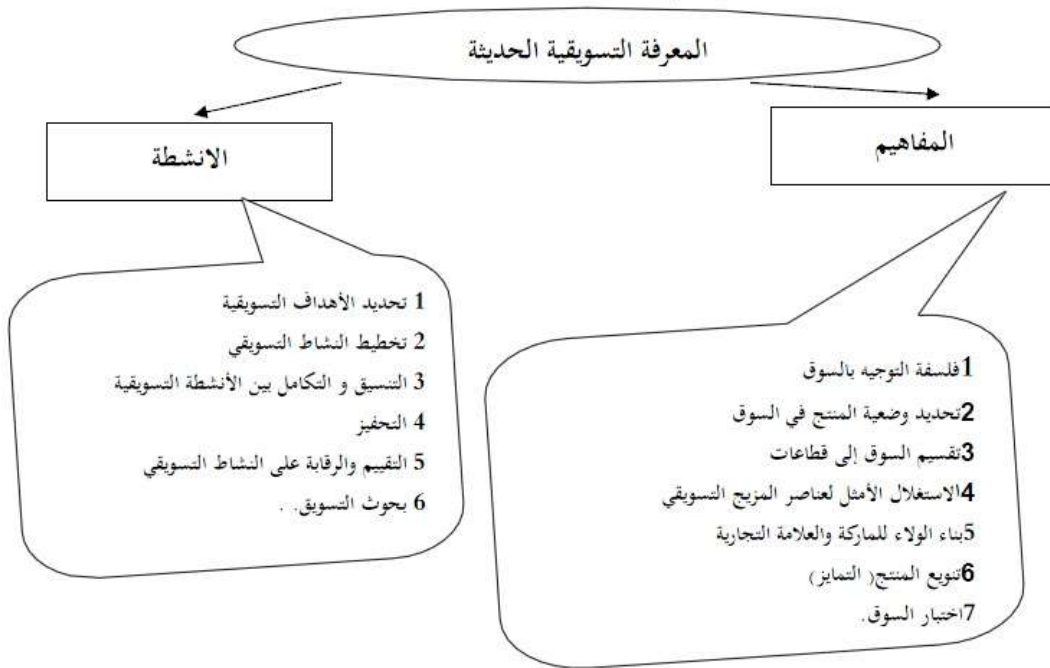 المعرفة التسويقية الحديثة
المفاهيم
الانشطة
1فلسفة التوجيه بالسوق
2تحديد وضعية المنتج في السوق
3تقسيم السوق إلى قطاعات
4الاستغلال الأمثل لعناصر المزيج التسويقي
5بناء الولاء للماركة والعلامة التجارية
6تنويع المنتج( التمايز)
7اختبار السوق.
1 تحديد الأهداف التسويقية
2 تخطيط النشاط التسويقي
3 التنسيق و التكامل بين الأنشطة التسويقية
4 التحفيز
5 التقييم والرقابة على النشاط التسويقي
6 بحوث التسويق. .